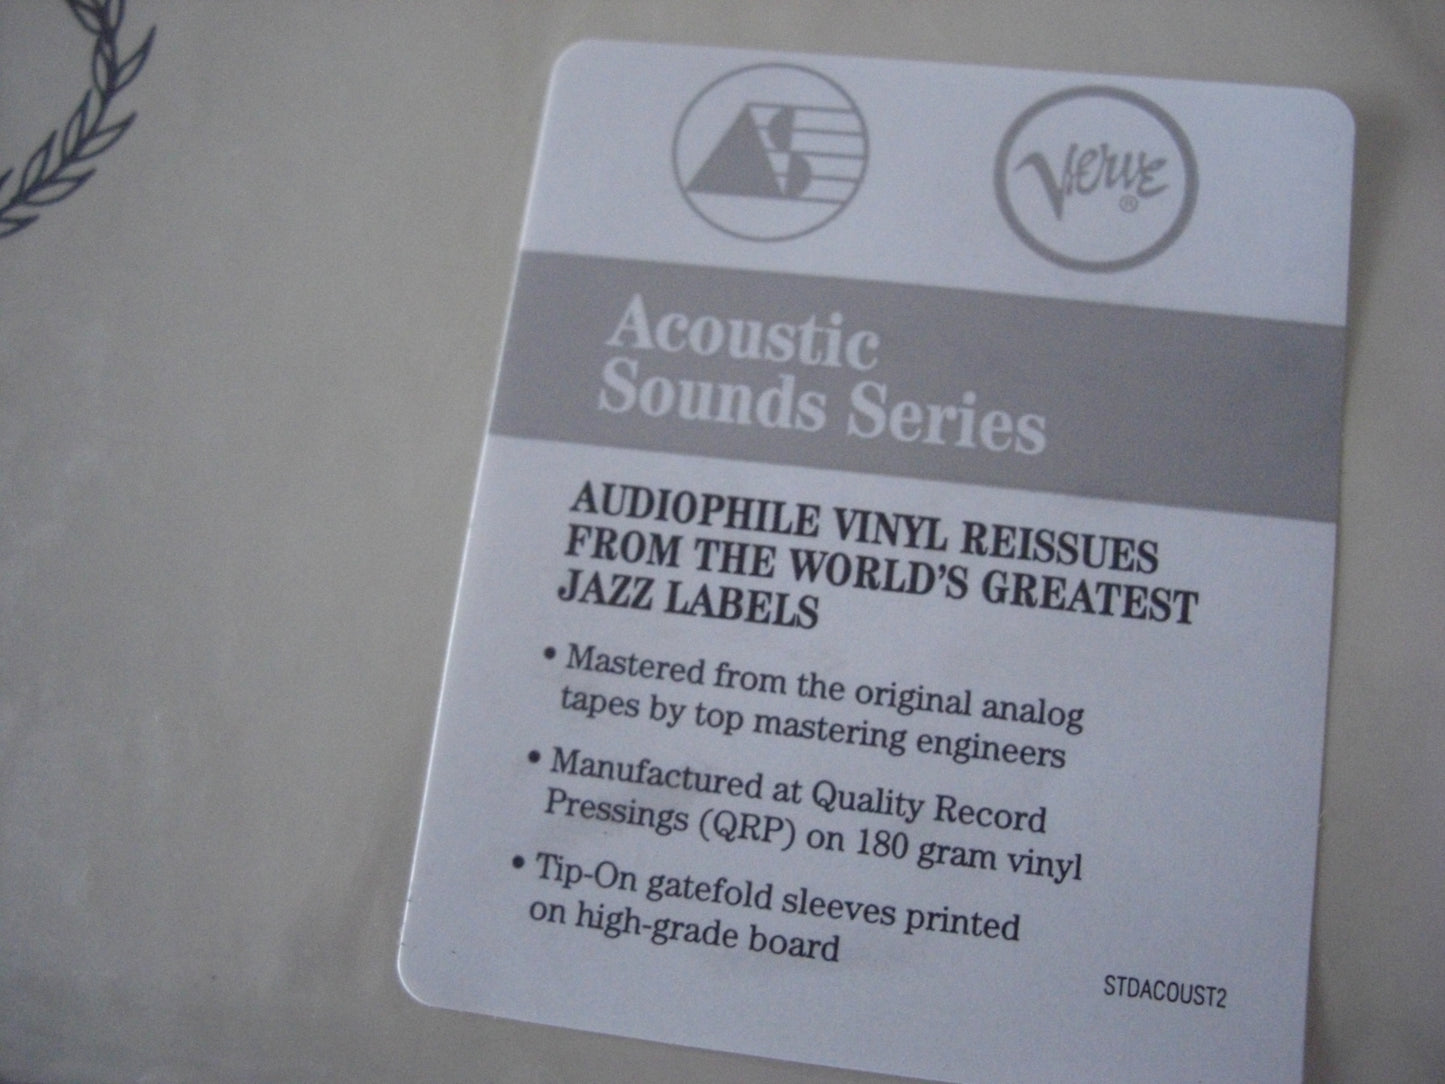 AS
Verve
®
Acoustic
Sounds Series
AUDIOPHILE VINYL REISSUES
FROM THE WORLD'S GREATEST
JAZZ LABELS
• Mastered from the original analog
tapes by top mastering engineers
• Manufactured at Quality Record
Pressings (QRP) on 180 gram vinyl
• Tip-On gatefold sleeves printed
on high-grade board
STDACOUST2